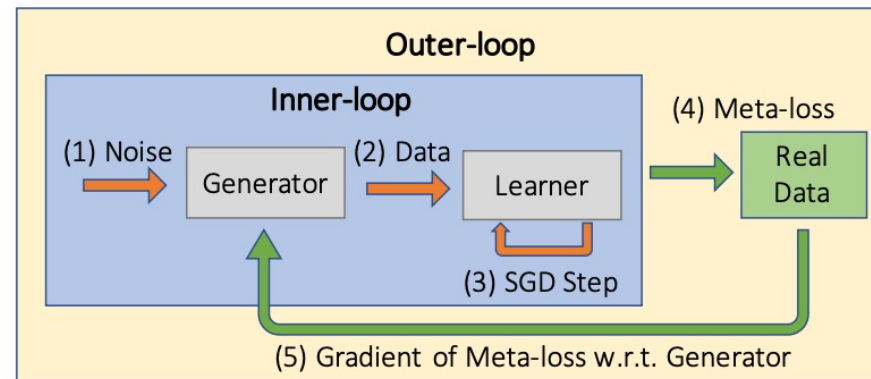 Outer-loop
Inner-loop
(1) Noise
Generator
(2) Data
Learner
(3) SGD Step
(4) Meta-loss
Real
Data
(5) Gradient of Meta-loss w.r.t. Generator